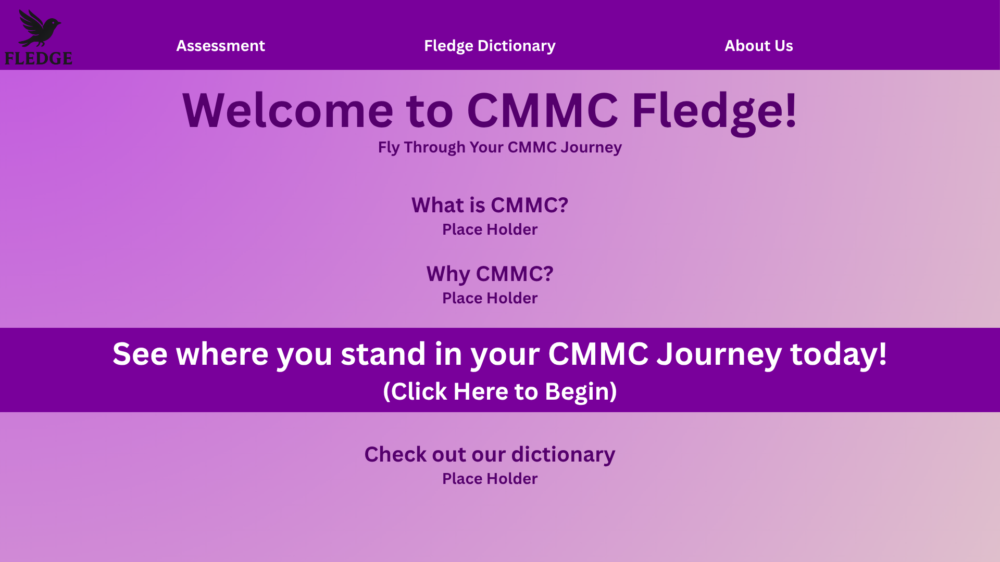 FLEDGE
Assessment
Fledge Dictionary
About Us
Welcome to CMMC Fledge!
Fly Through Your CMMC Journey
What is CMMC?
Place Holder
Why CMMC?
Place Holder
See where you stand in your CMMC Journey today!
(Click Here to Begin)
Check out our dictionary
Place Holder